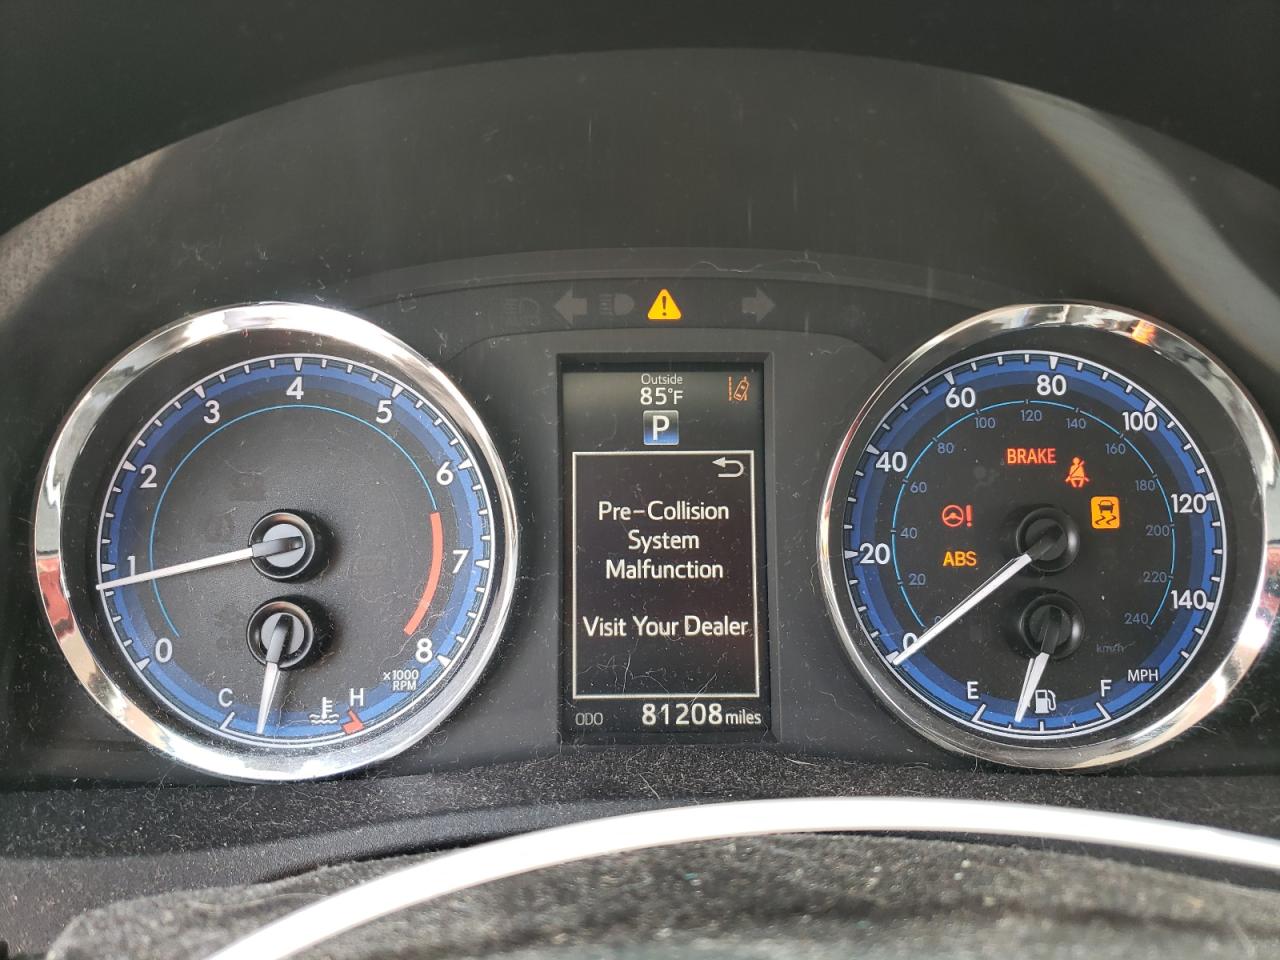 0
1
2
3
4
5
6
7
8
×1000
RPM
C
H
Outside
85°F
P
Pre-Collision
System
Malfunction
Visit Your Dealer
ODO 81208 miles
0
20
40
60
80
100
120
140
MPH
20
40
60
80
100
120
140
160
180
200
220
240
km/h
BRAKE
!
ABS
E
F